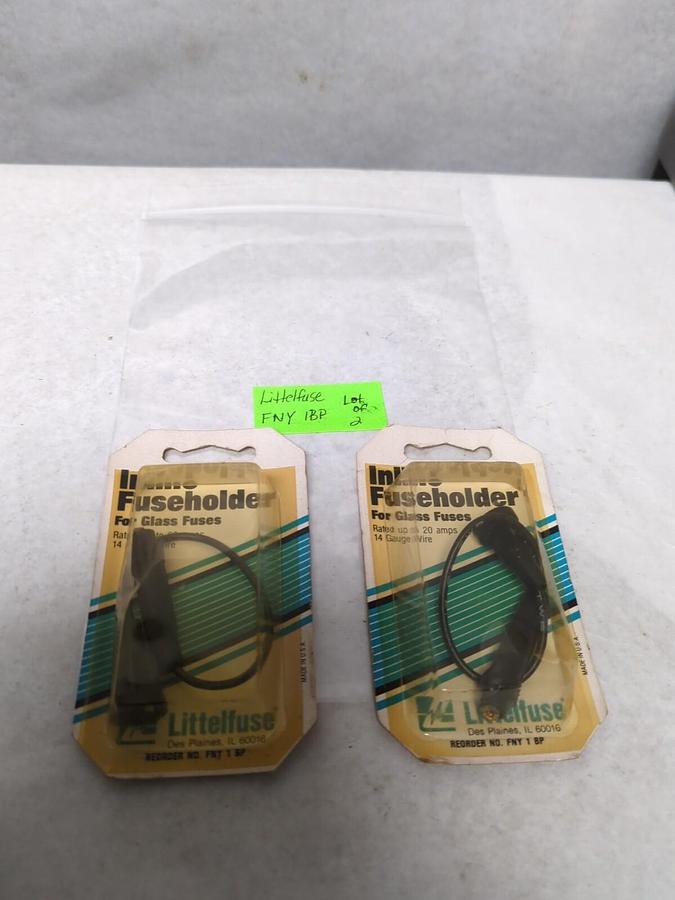 Littelfuse
FNY 1BP
Lot
of
2
Inline
Fuseholder
For Glass Fuses
14
Wire
MADE IN U.S.A.
Littelfuse
Des Plaines, IL 60016
REORDER NO. FNY 1 BP
Inline
Fuseholder
For Glass Fuses
Rated up to 20 amps
14 Gauge Wire
MADE IN U.S.A.
Littelfuse
Des Plaines, IL 60016
REORDER NO. FNY 1 BP